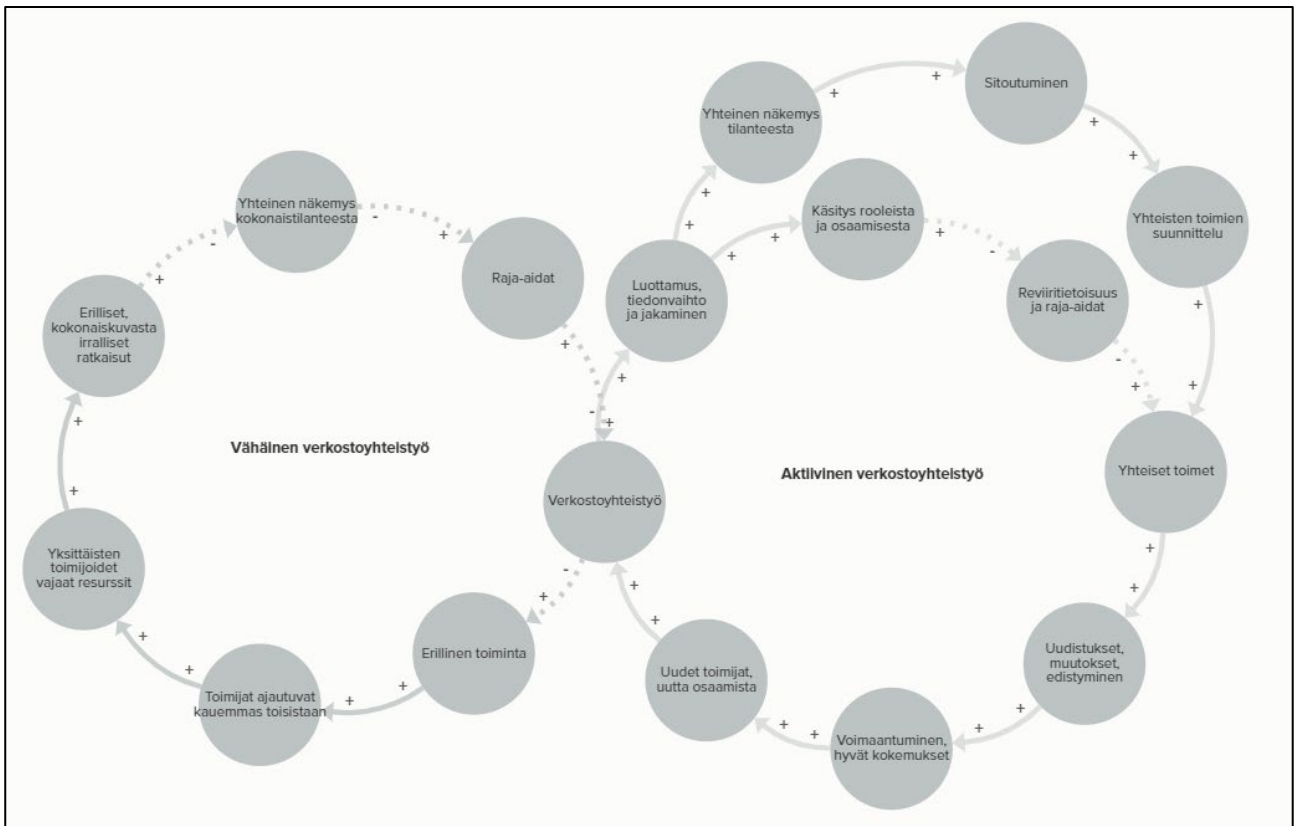 Yhteinen näkemys
kokonaistilanteesta
Raja-aidat
Erilliset,
kokonaiskuvasta
irralliset
ratkaisut
Vähäinen verkostoyhteistyö
Yksittäisten
toimijoidet
vajaat resurssit
Toimijat ajautuvat
kauemmas toisistaan
Erillinen toiminta
Verkostoyhteistyö
Luottamus,
tiedonvaihto
ja jakaminen
Yhteinen näkemys
tilanteesta
Sitoutuminen
Käsitys rooleista
ja osaamisesta
Yhteisten toimien
suunnittelu
Reviiritietoisuus
ja raja-aidat
Aktiivinen verkostoyhteistyö
Yhteiset toimet
Uudistukset,
muutokset,
edistyminen
Voimaantuminen,
hyvät kokemukset
Uudet toimijat,
uutta osaamista
+
-
-
+
+
-
+
+
+
+
+
+
-
+
+
+
+
+
+
+
+
+
+
+
+
+
+
-
-
+
+
+
+
+
+
+
+
+
+
+